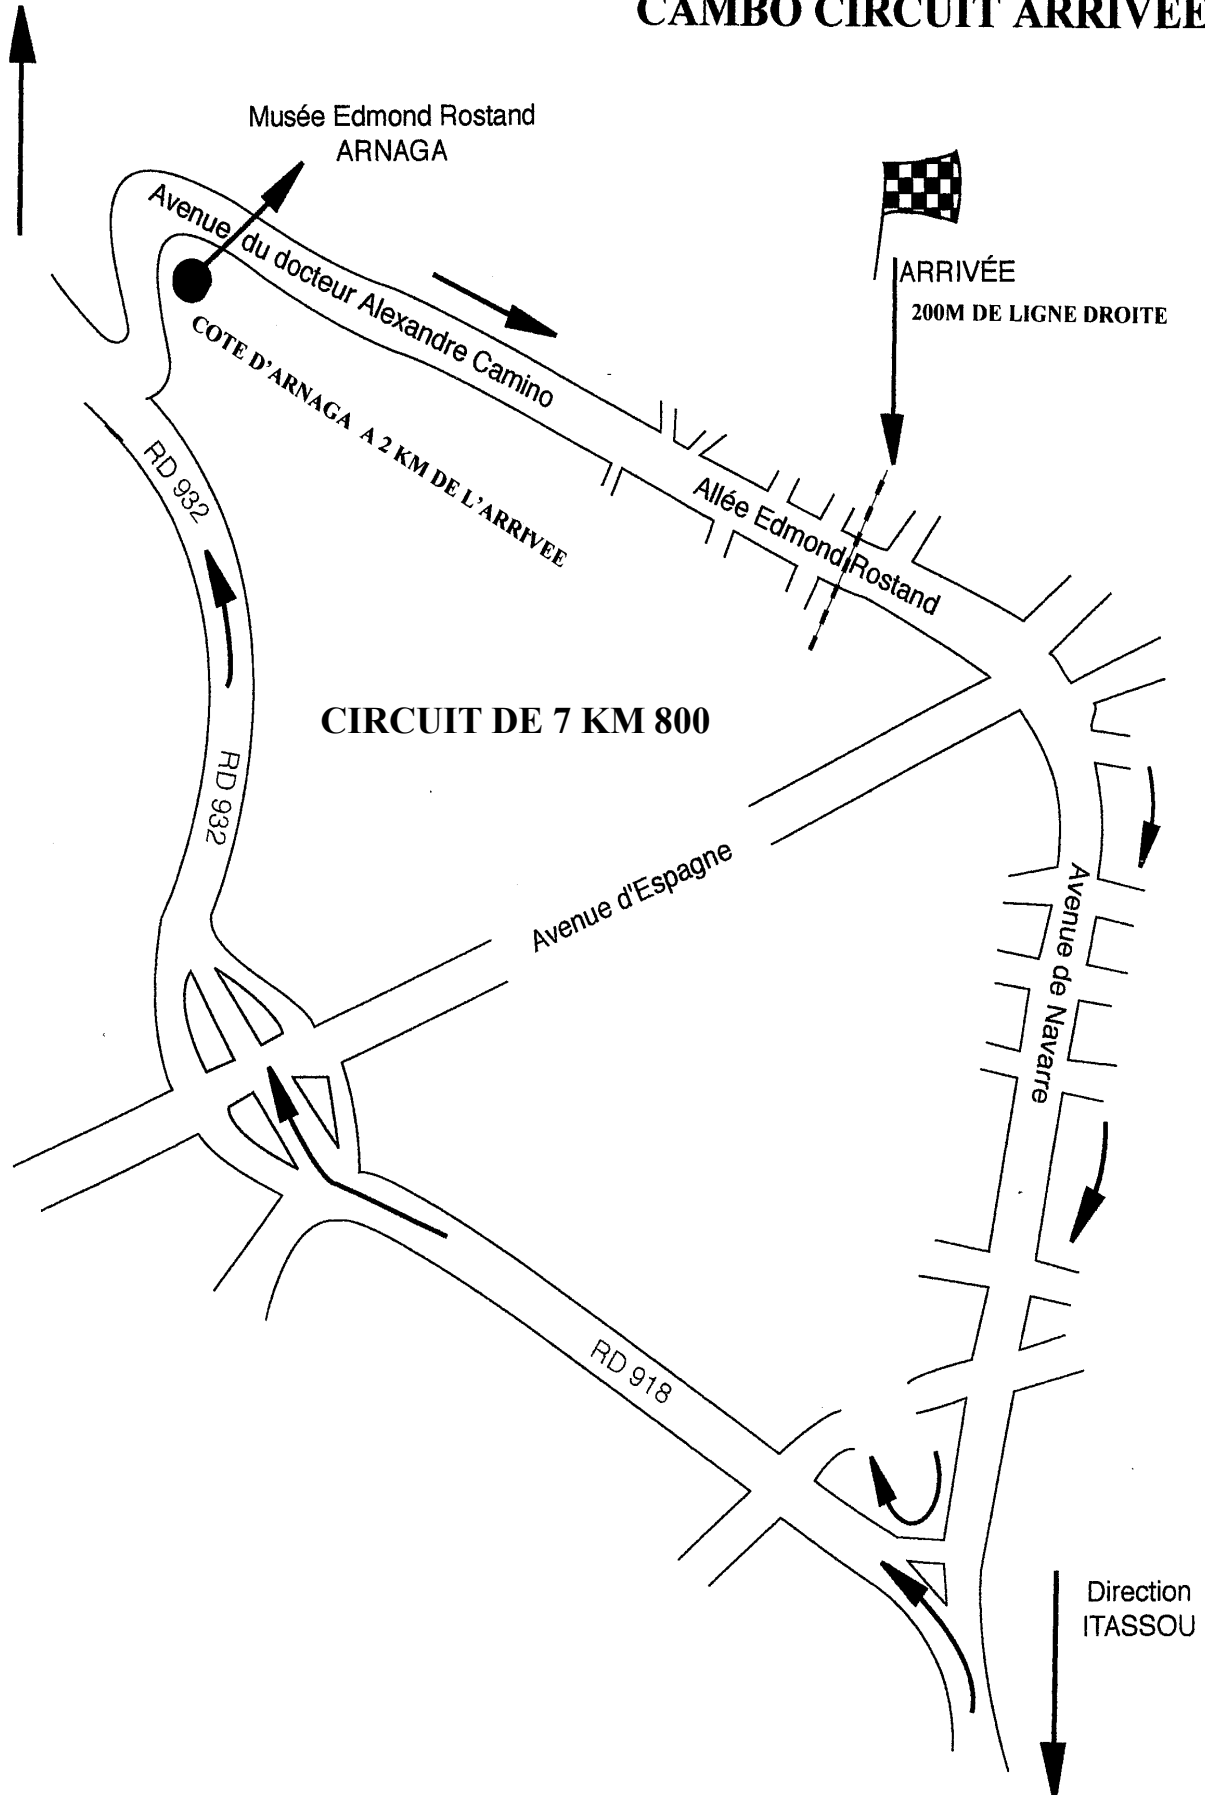 CAMBO CIRCUIT ARRIVEE
Musée Edmond Rostand
ARNAGA
Avenue du docteur Alexandre Camino
ARRIVÉE
200M DE LIGNE DROITE
COTE D'ARNAGA A 2 KM DE L'ARRIVEE
RD 932
Allée Edmond Rostand
CIRCUIT DE 7 KM 800
RD 932
Avenue d'Espagne
Avenue de Navarre
RD 918
Direction
ITASSOU